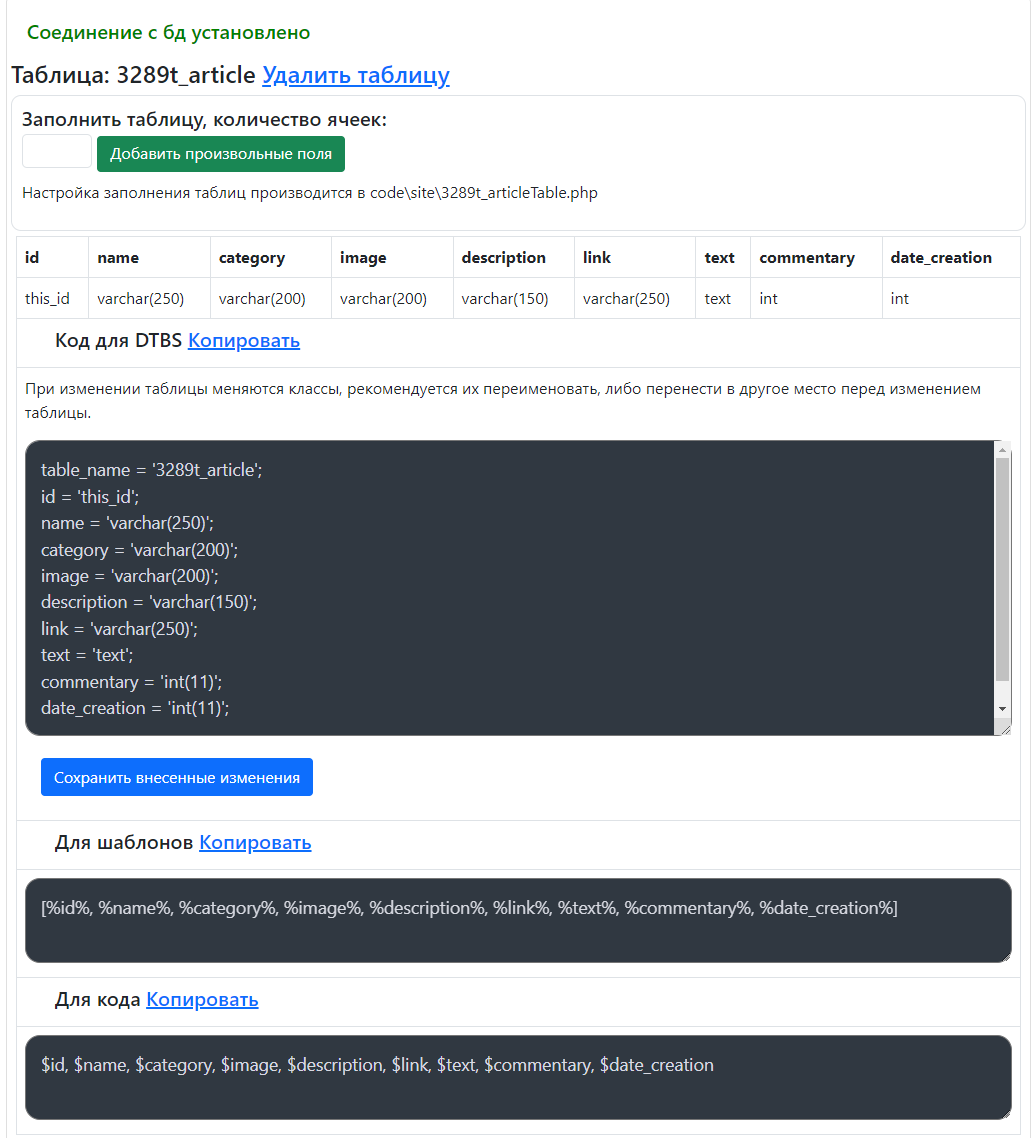 Соединение с бд установлено
Таблица: 3289t_article Удалить таблицу
Заполнить таблицу, количество ячеек:
Добавить произвольные поля
Настройка заполнения таблиц производится в code\site\3289t_articleTable.php
id name category image description link text commentary date_creation
this_id varchar(250) varchar(200) varchar(200) varchar(150) varchar(250) text int int
Код для DTBS Копировать
При изменении таблицы меняются классы, рекомендуется их переименовать, либо перенести в другое место перед изменением
таблицы.
table_name = '3289t_article';
id = 'this_id';
name = 'varchar(250)';
category = 'varchar(200)';
image = 'varchar(200)';
description = 'varchar(150)';
link = 'varchar(250)';
text = 'text';
commentary = 'int(11)';
date_creation = 'int(11)';
Сохранить внесенные изменения
Для шаблонов Копировать
[%id%, %name%, %category%, %image%, %description%, %link%, %text%, %commentary%, %date_creation%]
Для кода Копировать
$id, $name, $category, $image, $description, $link, $text, $commentary, $date_creation